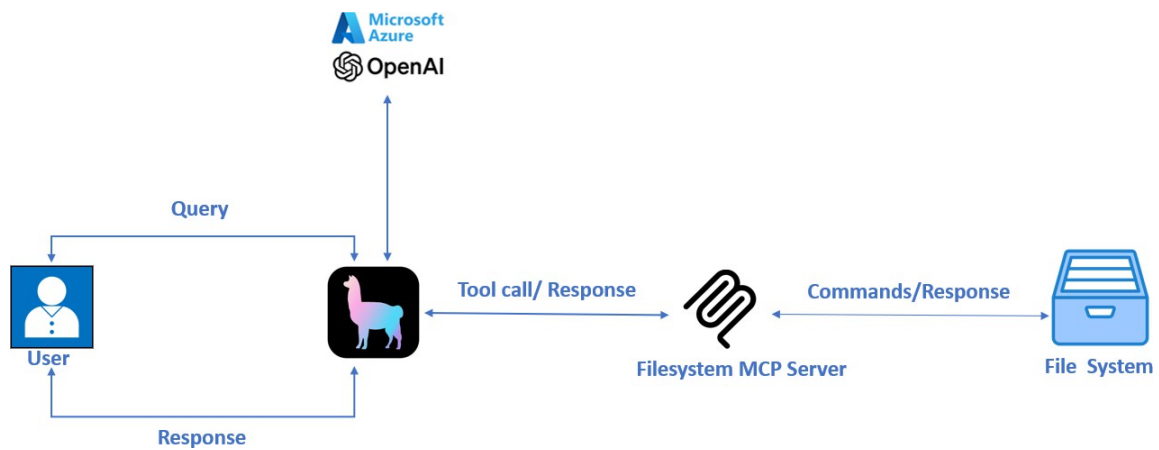 Microsoft
Azure
OpenAI
Query
User
Tool call/ Response
Commands/Response
Filesystem MCP Server
File  System
Response